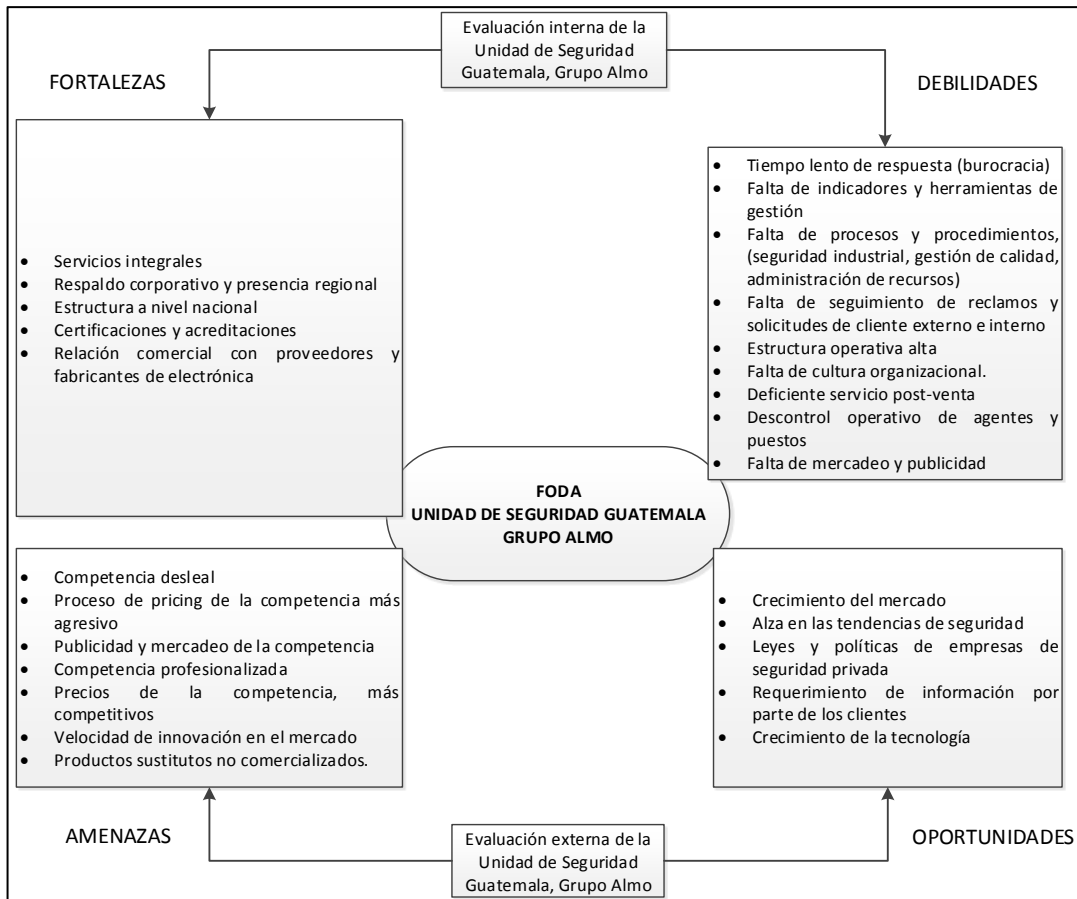 Evaluación interna de la
Unidad de Seguridad
Guatemala, Grupo Almo
FORTALEZAS
DEBILIDADES
• Servicios integrales
• Respaldo corporativo y presencia regional
• Estructura a nivel nacional
• Certificaciones y acreditaciones
• Relación comercial con proveedores y
fabricantes de electrónica
• Tiempo lento de respuesta (burocracia)
• Falta de indicadores y herramientas de
gestión
• Falta de procesos y procedimientos,
(seguridad industrial, gestión de calidad,
administración de recursos)
• Falta de seguimiento de reclamos y
solicitudes de cliente externo e interno
• Estructura operativa alta
• Falta de cultura organizacional.
• Deficiente servicio post-venta
• Descontrol operativo de agentes y
puestos
• Falta de mercadeo y publicidad
FODA
UNIDAD DE SEGURIDAD GUATEMALA
GRUPO ALMO
• Competencia desleal
• Proceso de pricing de la competencia más
agresivo
• Publicidad y mercadeo de la competencia
• Competencia profesionalizada
• Precios de la competencia, más
competitivos
• Velocidad de innovación en el mercado
• Productos sustitutos no comercializados.
• Crecimiento del mercado
• Alza en las tendencias de seguridad
• Leyes y políticas de empresas de
seguridad privada
• Requerimiento de información por
parte de los clientes
• Crecimiento de la tecnología
AMENAZAS
OPORTUNIDADES
Evaluación externa de la
Unidad de Seguridad
Guatemala, Grupo Almo